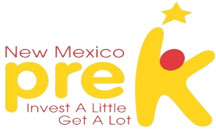 New Mexico
pre k
Invest A Little
Get A Lot